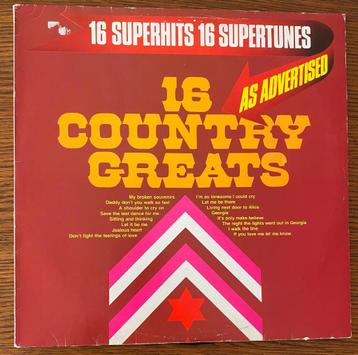 16 SUPERHITS 16 SUPERTUNES
AS ADVERTISED
16
COUNTRY
GREATS
My broken souvenirs
Daddy don't you walk so fast
A shoulder to cry on
Save the last dance for me
Sitting and thinking
Let it be me
Jealous heart
Don't fight the feelings of love
I'm so lonesome I could cry
Let me be there
Living next door to Alice
Georgia
It's only make believe
The night the lights went out in Georgia
I walk the line
If you love me let me know